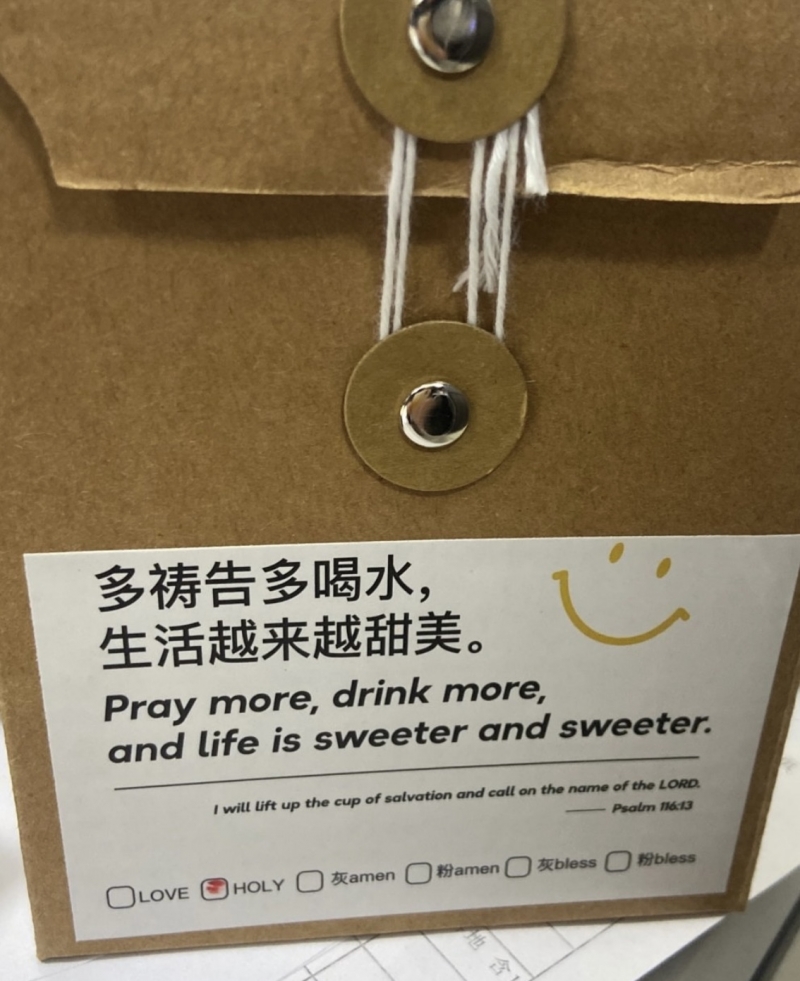 多祷告多喝水，
生活越来越甜美。
Pray more, drink more,
and life is sweeter and sweeter.
I will lift up the cup of salvation and call on the name of the LORD.
—— Psalm 116:13
LOVE HOLY 灰amen 粉amen 灰bless 粉bless